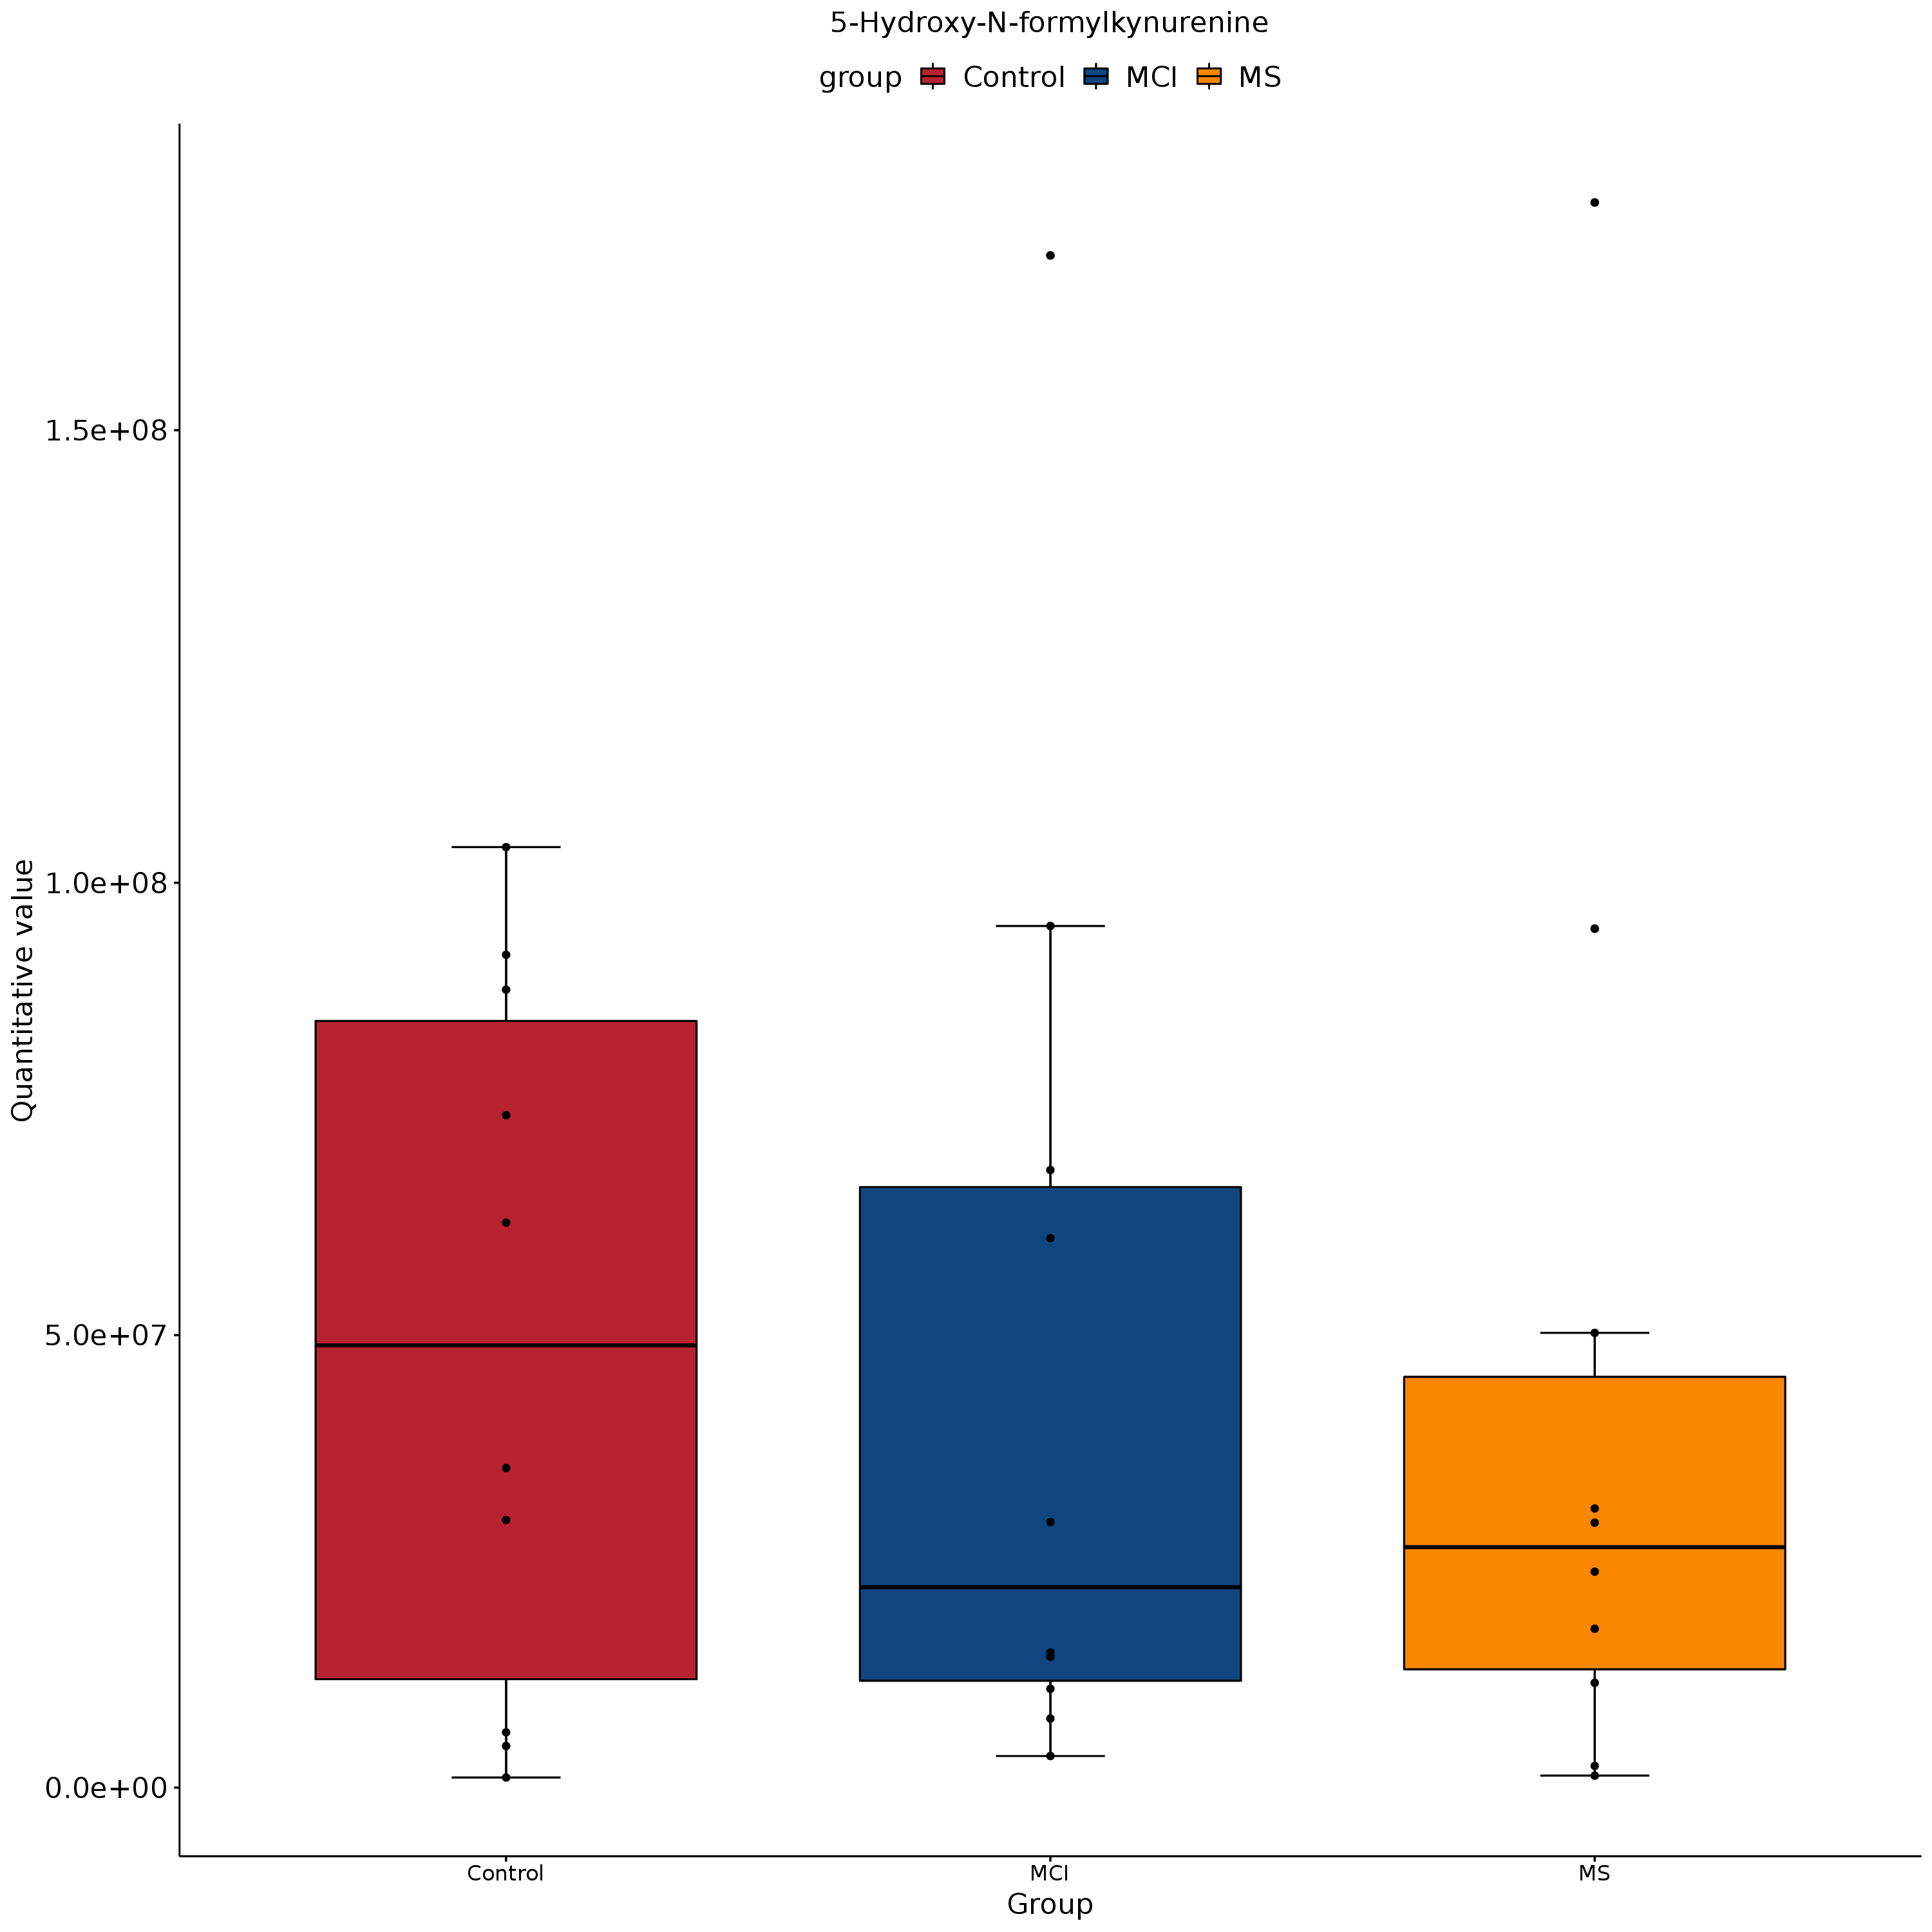 5-Hydroxy-N-formylkynurenine
group Control MCI MS
Quantitative value
1.5e+08
1.0e+08
5.0e+07
0.0e+00
Control MCI MS
Group